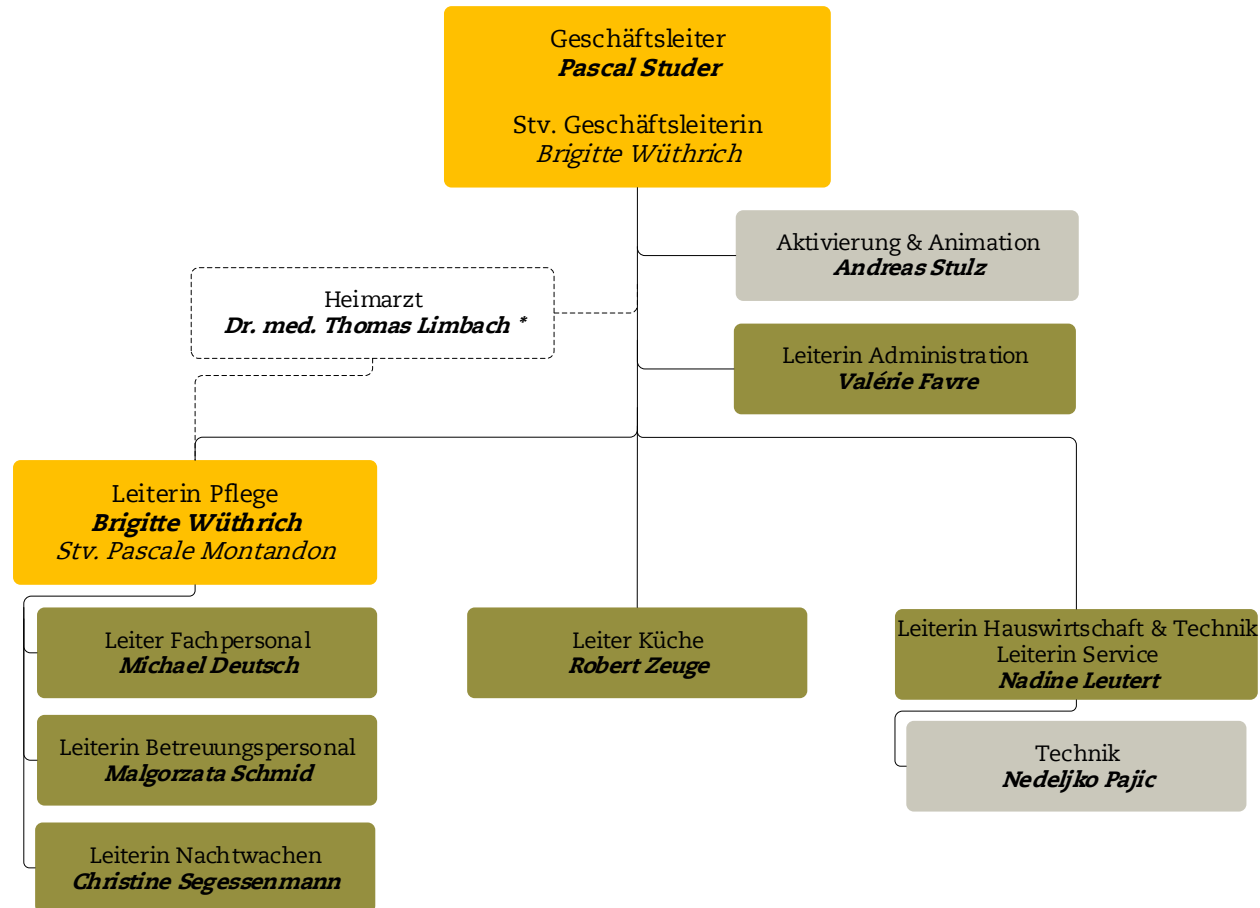 Geschäftsleiter
Pascal Studer
Stv. Geschäftsleiterin
Brigitte Wüthrich
Aktivierung & Animation
Andreas Stulz
Heimarzt
Dr. med. Thomas Limbach *
Leiterin Administration
Valérie Favre
Leiterin Pflege
Brigitte Wüthrich
Stv. Pascale Montandon
Leiter Fachpersonal
Michael Deutsch
Leiter Küche
Robert Zeuge
Leiterin Hauswirtschaft & Technik
Leiterin Service
Nadine Leutert
Leiterin Betreuungspersonal
Malgorzata Schmid
Technik
Nedeljko Pajic
Leiterin Nachtwachen
Christine Segessenmann